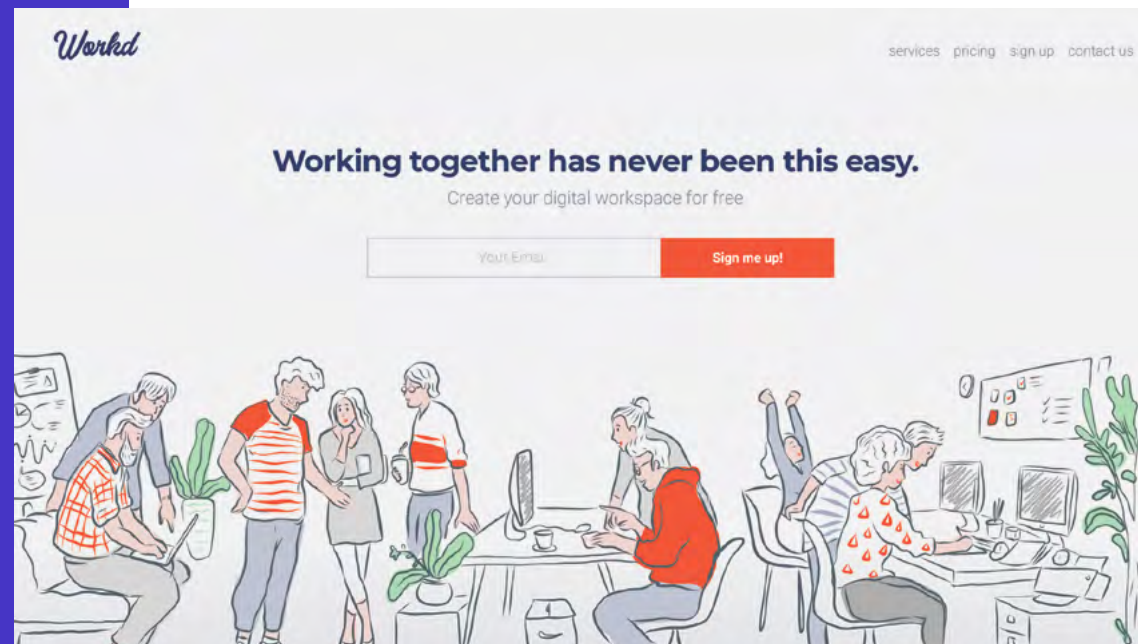 Workd
services pricing sign up contact us
Working together has never been this easy.
Create your digital workspace for free
Your Email
Sign me up!